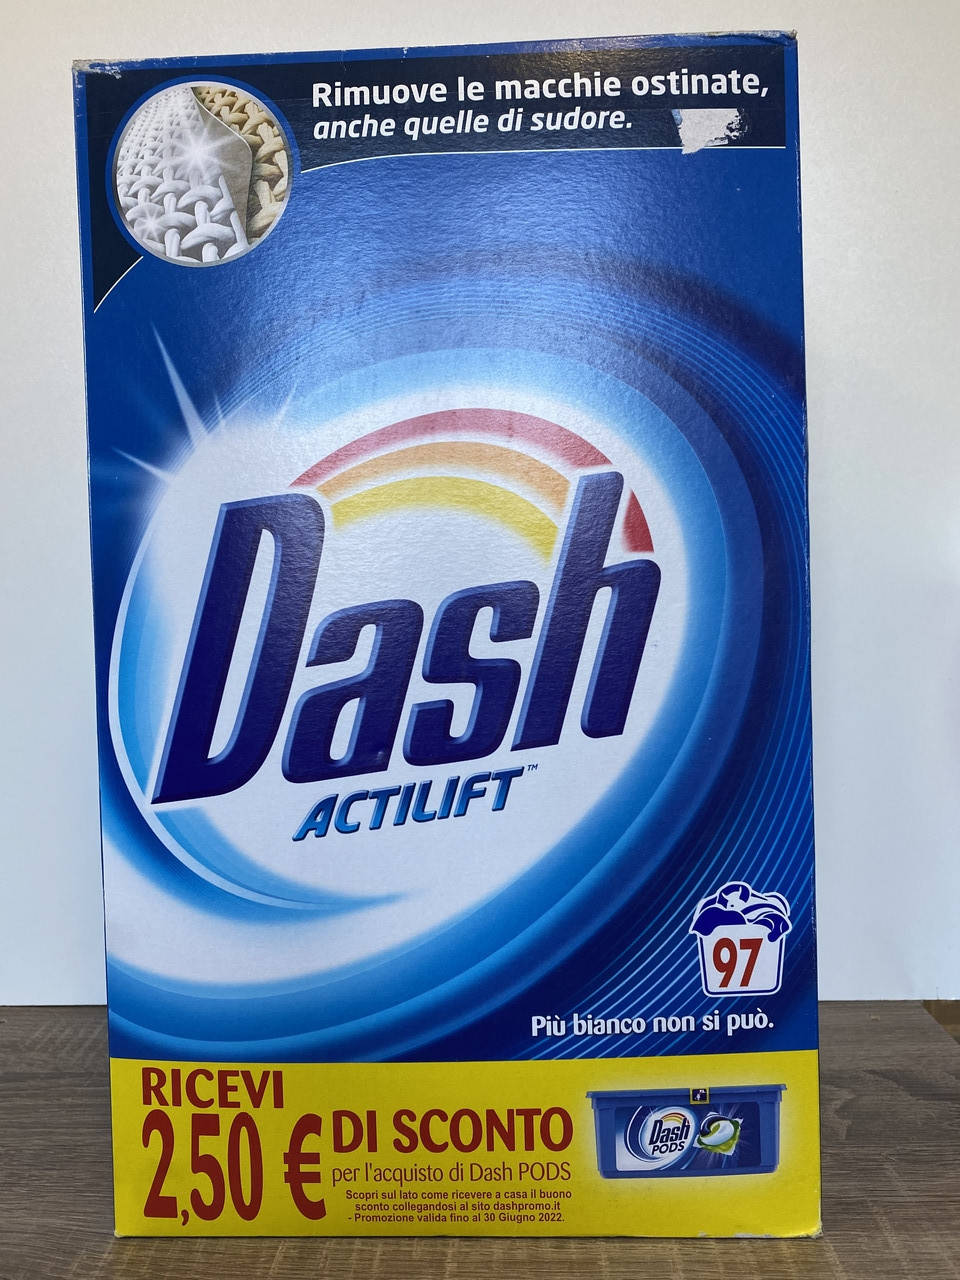 Rimuove le macchie ostinate,
anche quelle di sudore.
Dash
ACTILIFT™
97
Più bianco non si può.
RICEVI
2,50 €
DI SCONTO
per l'acquisto di Dash PODS
Scopri sul lato come ricevere a casa il buono
sconto collegandosi al sito dashpromo.it
- Promozione valida fino al 30 Giugno 2022.
Dash
PODS